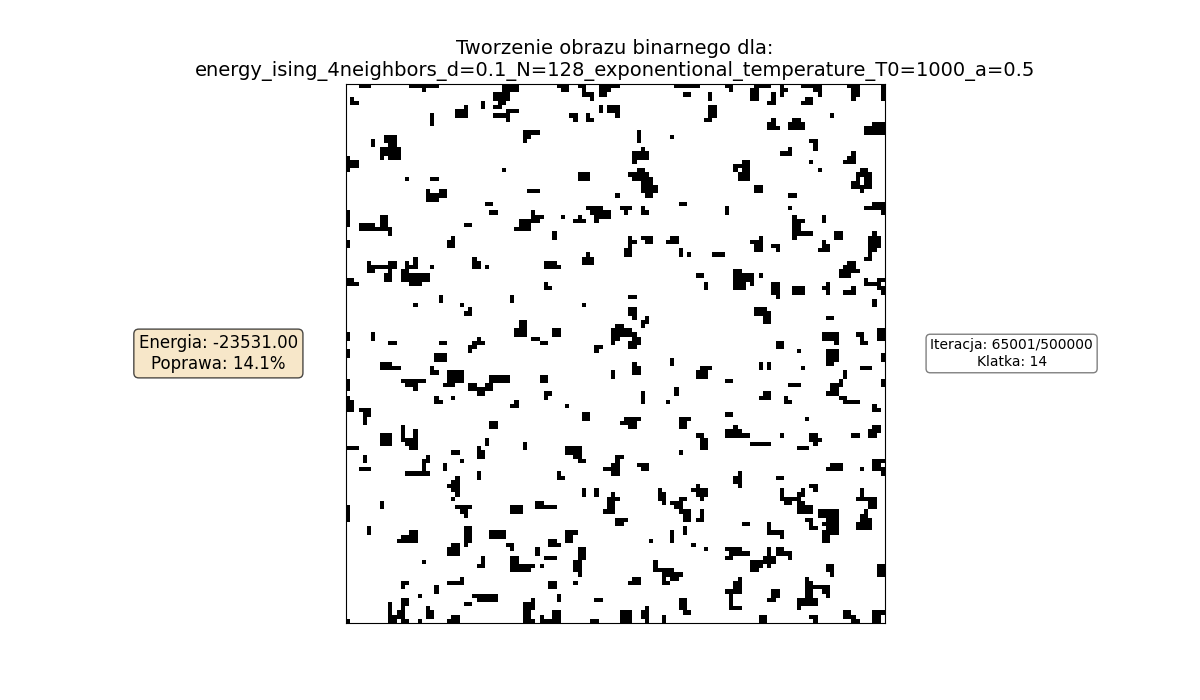 Tworzenie obrazu binarnego dla:
energy_ising_4neighbors_d=0.1_N=128_exponentional_temperature_T0=1000_a=0.5
Energia: -23531.00
Poprawa: 14.1%
Iteracja: 65001/500000
Klatka: 14